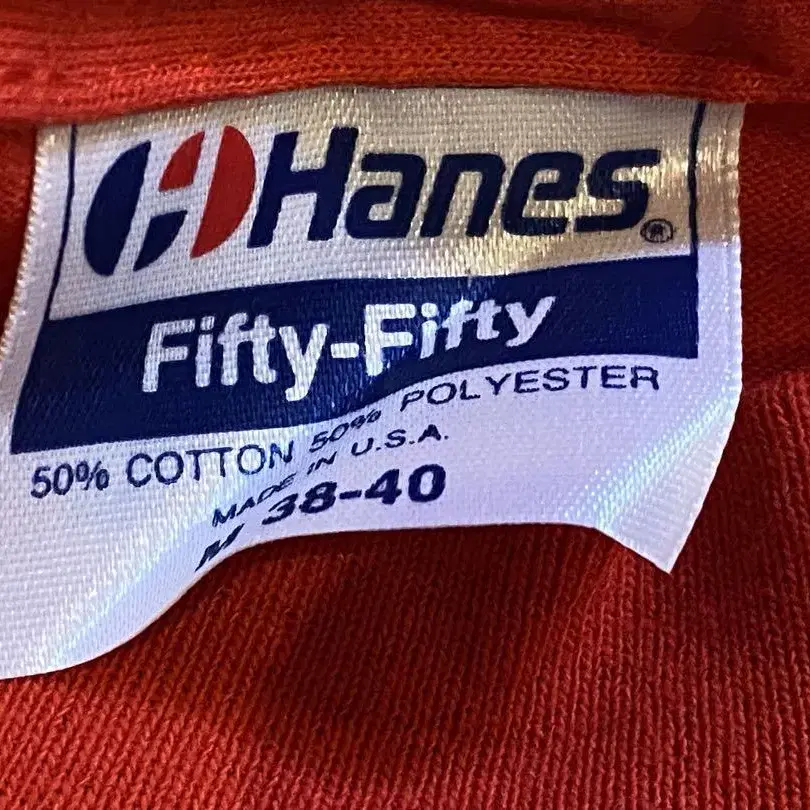 Hanes®
Fifty-Fifty
50% COTTON 50% POLYESTER
MADE IN U.S.A.
M 38-40